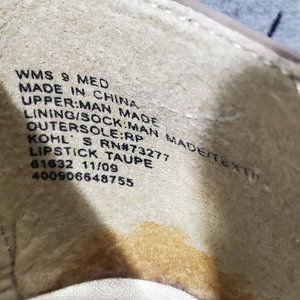 WMS 9 MED
MADE IN CHINA
UPPER:MAN MADE
LINING/SOCK:MAN MADE/TEXTI
OUTERSOLE:RP
KOHL'S RN#73277
LIPSTICK TAUPE
61632 11/09
400906648755